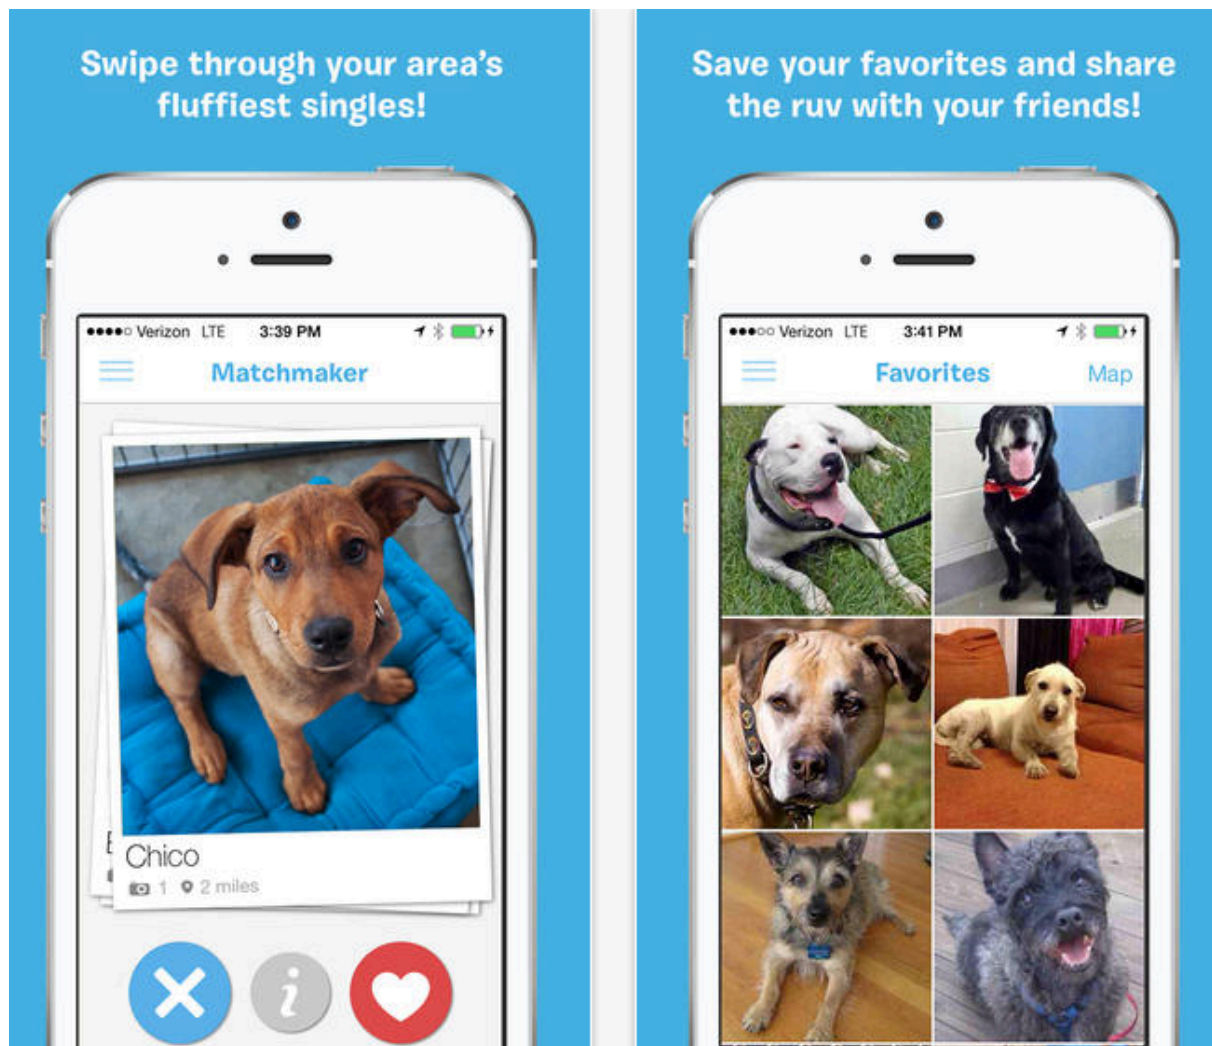 Swipe through your area's
fluffiest singles!
Verizon LTE 3:39 PM
Matchmaker
Chico
1 2 miles
i
Save your favorites and share
the ruv with your friends!
Verizon LTE 3:41 PM
Favorites Map